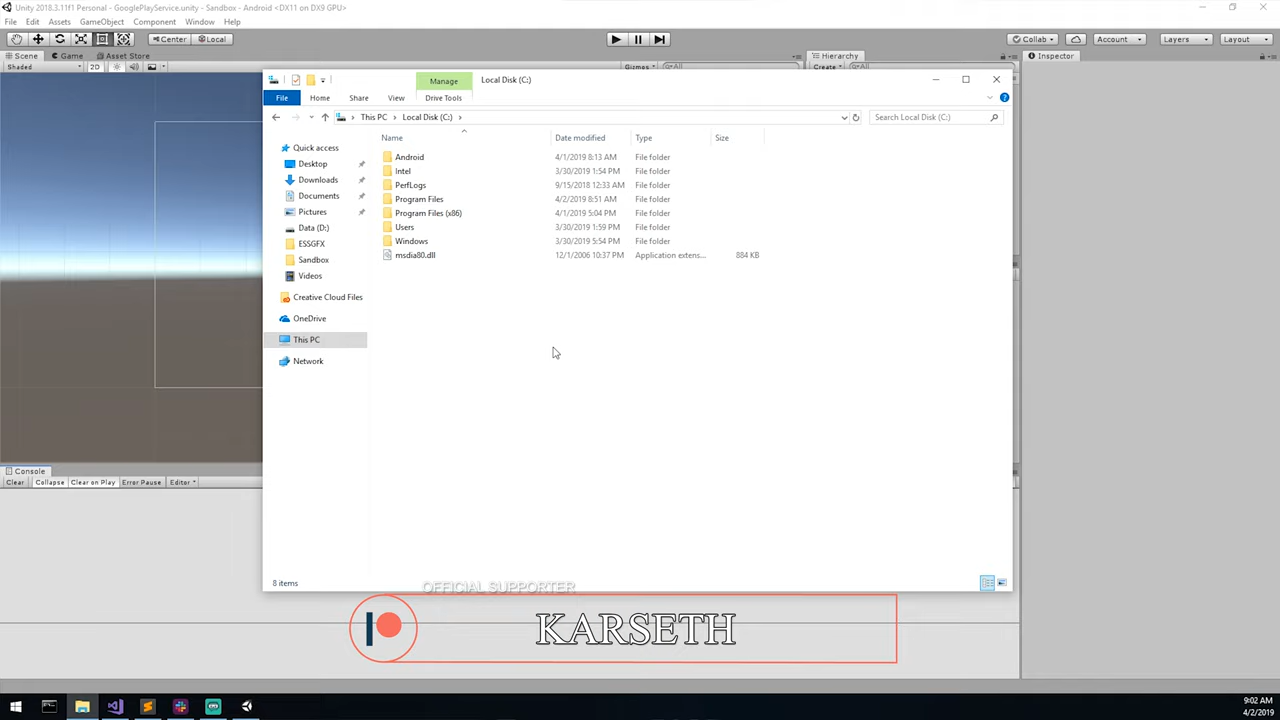 Unity 2018.3.11f1 Personal - GooglePlayService.unity - Sandbox - Android <DX11 on DX9 GPU>
File Edit Assets GameObject Component Window Help
Center Local Collab Account Layers Layout
Scene Game Asset Store Hierarchy Inspector
Shaded 2D Gizmos All Create All
Manage Local Disk (C:)
File Home Share View Drive Tools
This PC Local Disk (C:) Search Local Disk (C:)
Name Date modified Type Size
Quick access
Desktop
Downloads
Documents
Pictures
Data (D:)
ESSGFX
Sandbox
Videos
Creative Cloud Files
OneDrive
This PC
Network
Android 4/1/2019 8:13 AM File folder
Intel 3/30/2019 1:54 PM File folder
PerfLogs 9/15/2018 12:33 AM File folder
Program Files 4/2/2019 8:51 AM File folder
Program Files (x86) 4/1/2019 5:04 PM File folder
Users 3/30/2019 1:59 PM File folder
Windows 3/30/2019 5:54 PM File folder
msdia80.dll 12/1/2006 10:37 PM Application extens... 884 KB
Console
Clear Collapse Clear on Play Error Pause Editor
8 items
OFFICIAL SUPPORTER
KARSETH
9:02 AM
4/2/2019